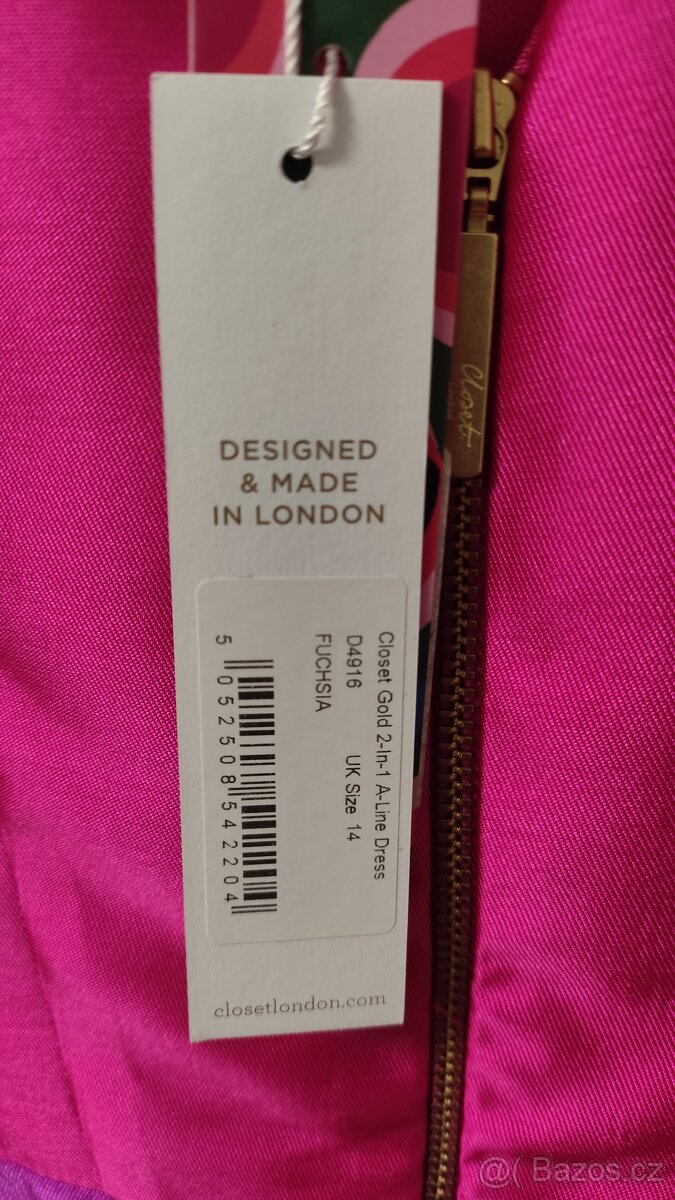 DESIGNED
& MADE
IN LONDON
Closet Gold 2-In-1 A-Line Dress
D4916 UK Size 14
FUCHSIA
5 052508 542204
closetlondon.com
Closet
LONDON
@( Bazos.cz